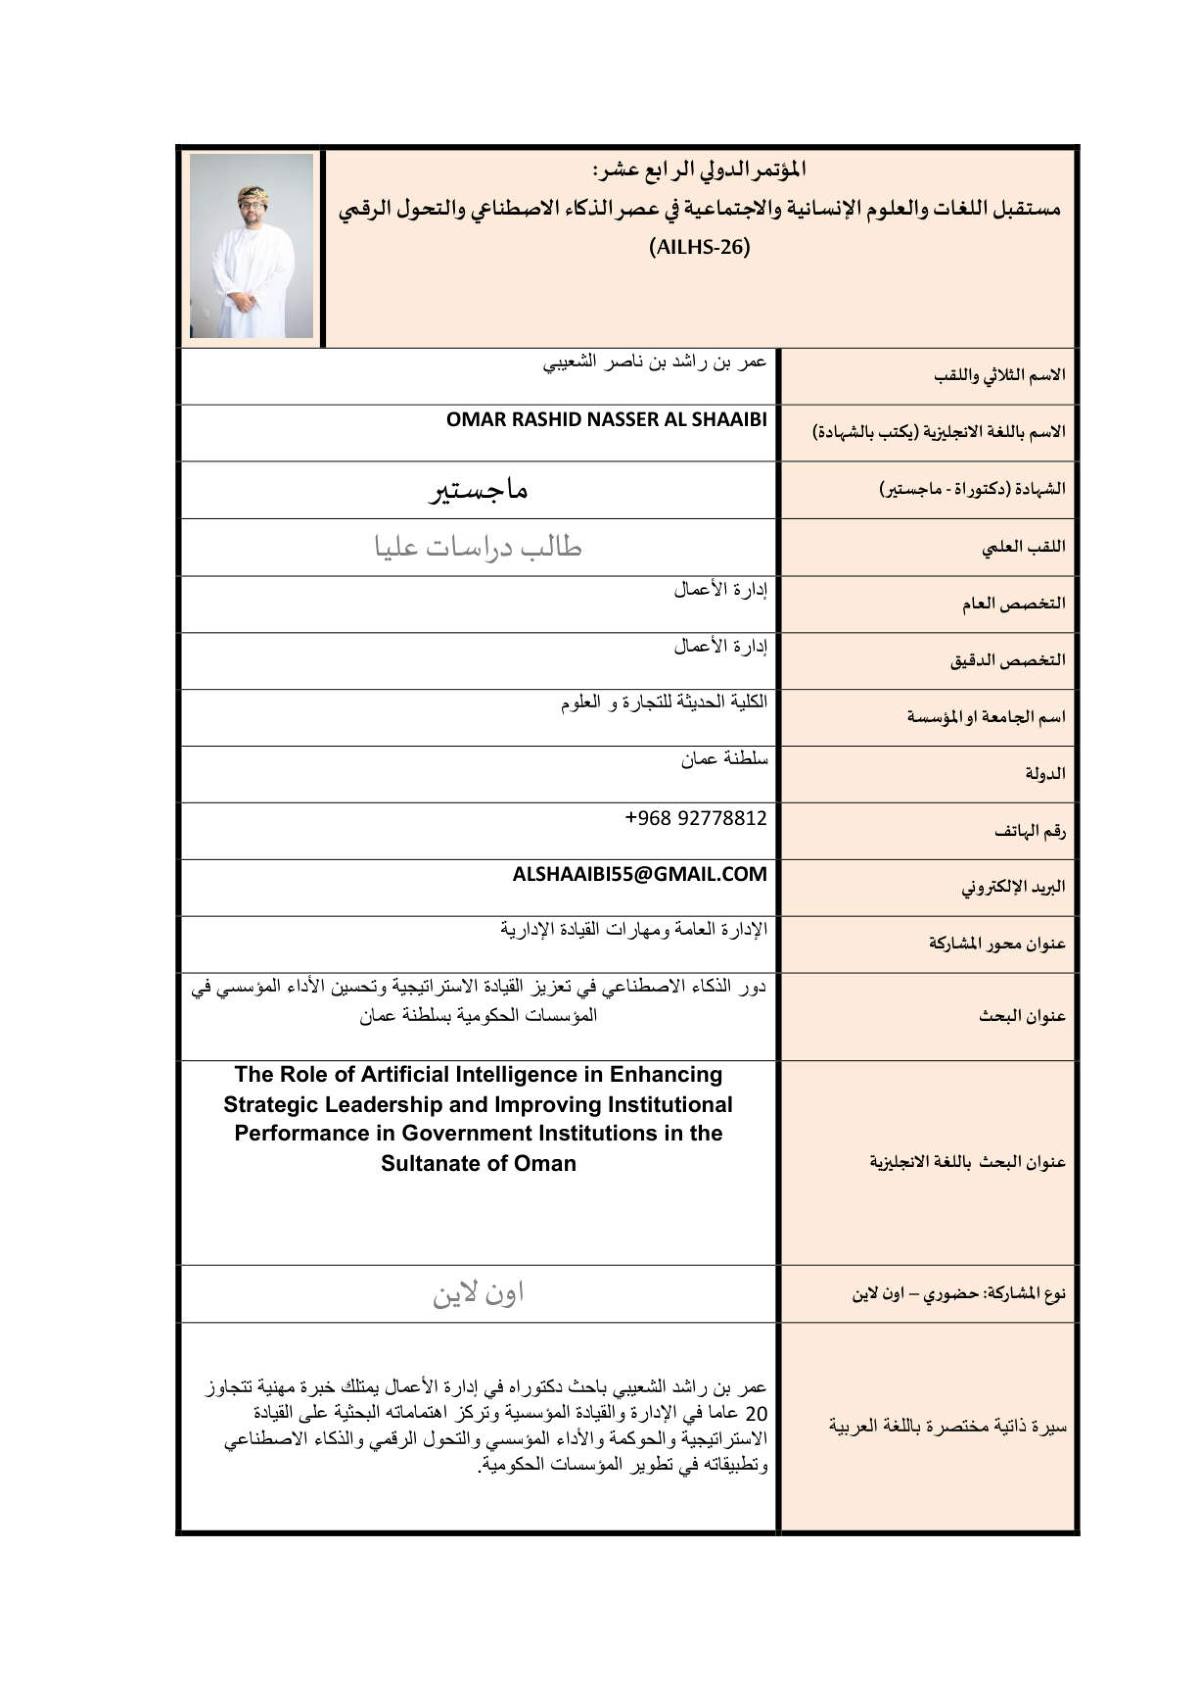 المؤتمر الدولي الرابع عشر:
مستقبل اللغات والعلوم الإنسانية والاجتماعية في عصر الذكاء الاصطناعي والتحول الرقمي
(AILHS-26)
الاسم الثلاثي واللقب
عمر بن راشد بن ناصر الشعيبي
الاسم باللغة الانجليزية (يكتب بالشهادة)
OMAR RASHID NASSER AL SHAAIBI
الشهادة (دكتوراة - ماجستير)
ماجستير
اللقب العلمي
طالب دراسات عليا
التخصص العام
إدارة الأعمال
التخصص الدقيق
إدارة الأعمال
اسم الجامعة او المؤسسة
الكلية الحديثة للتجارة و العلوم
الدولة
سلطنة عمان
رقم الهاتف
+968 92778812
البريد الإلكتروني
ALSHAAIBI55@GMAIL.COM
عنوان محور المشاركة
الإدارة العامة ومهارات القيادة الإدارية
عنوان البحث
دور الذكاء الاصطناعي في تعزيز القيادة الاستراتيجية وتحسين الأداء المؤسسي في
المؤسسات الحكومية بسلطنة عمان
عنوان البحث باللغة الانجليزية
The Role of Artificial Intelligence in Enhancing
Strategic Leadership and Improving Institutional
Performance in Government Institutions in the
Sultanate of Oman
نوع المشاركة: حضوري – اون لاين
اون لاين
سيرة ذاتية مختصرة باللغة العربية
عمر بن راشد الشعيبي باحث دكتوراه في إدارة الأعمال يمتلك خبرة مهنية تتجاوز
20 عاما في الإدارة والقيادة المؤسسية وتركز اهتماماته البحثية على القيادة
الاستراتيجية والحوكمة والأداء المؤسسي والتحول الرقمي والذكاء الاصطناعي
وتطبيقاته في تطوير المؤسسات الحكومية.